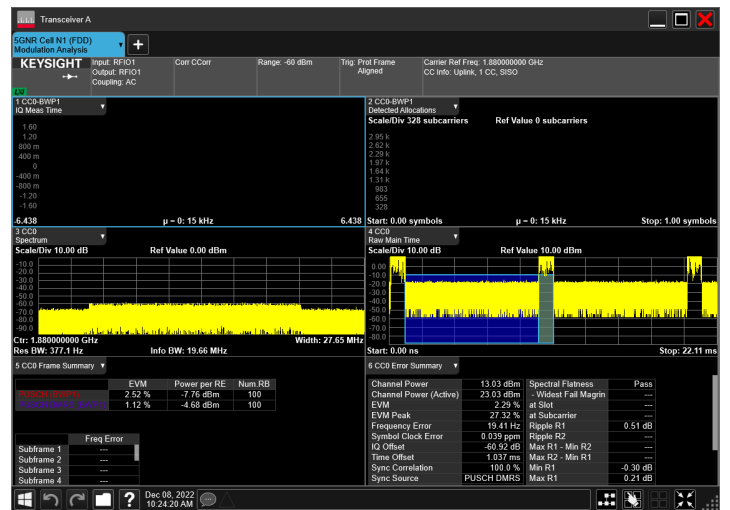 Transceiver A
5GNR Cell N1 (FDD)
Modulation Analysis
KEYSIGHT
Input: RFIO1
Output: RFIO1
Coupling: AC
Corr CCorr
Range: -60 dBm
Trig: Prot Frame
Aligned
Carrier Ref Freq: 1.880000000 GHz
CC Info: Uplink, 1 CC, SISO
1 CC0-BWP1
IQ Meas Time
1.60
1.20
800 m
400 m
0
-400 m
-800 m
-1.20
-1.60
-6.438
μ = 0: 15 kHz
6.438
2 CC0-BWP1
Detected Allocations
Scale/Div 328 subcarriers
Ref Value 0 subcarriers
2.95 k
2.62 k
2.29 k
1.97 k
1.64 k
1.31 k
983
655
328
Start: 0.00 symbols
μ = 0: 15 kHz
Stop: 1.00 symbols
3 CC0
Spectrum
Scale/Div 10.00 dB
Ref Value 0.00 dBm
-10.0
-20.0
-30.0
-40.0
-50.0
-60.0
-70.0
-80.0
-90.0
Ctr: 1.880000000 GHz
Width: 27.65 MHz
Res BW: 377.1 Hz
Info BW: 19.66 MHz
4 CC0
Raw Main Time
Scale/Div 10.00 dB
Ref Value 10.00 dBm
0.00
-10.0
-20.0
-30.0
-40.0
-50.0
-60.0
-70.0
-80.0
Start: 0.00 ns
Stop: 22.11 ms
5 CC0 Frame Summary
EVM Power per RE Num.RB
2.52 % -7.76 dBm 100
1.12 % -4.68 dBm 100
Freq Error
Subframe 1 ---
Subframe 2 ---
Subframe 3 ---
Subframe 4 ---
6 CC0 Error Summary
Channel Power 13.03 dBm Spectral Flatness Pass
Channel Power (Active) 23.03 dBm - Widest Fail Magrin ---
EVM 2.29 % at Slot ---
EVM Peak 27.32 % at Subcarrier ---
Frequency Error 19.41 Hz Ripple R1 0.51 dB
Symbol Clock Error 0.039 ppm Ripple R2 ---
IQ Offset -60.92 dB Max R1 - Min R2 ---
Time Offset 1.037 ms Max R2 - Min R1 ---
Sync Correlation 100.0 % Min R1 -0.30 dB
Sync Source PUSCH DMRS Max R1 0.21 dB
Dec 08, 2022
10:24:20 AM